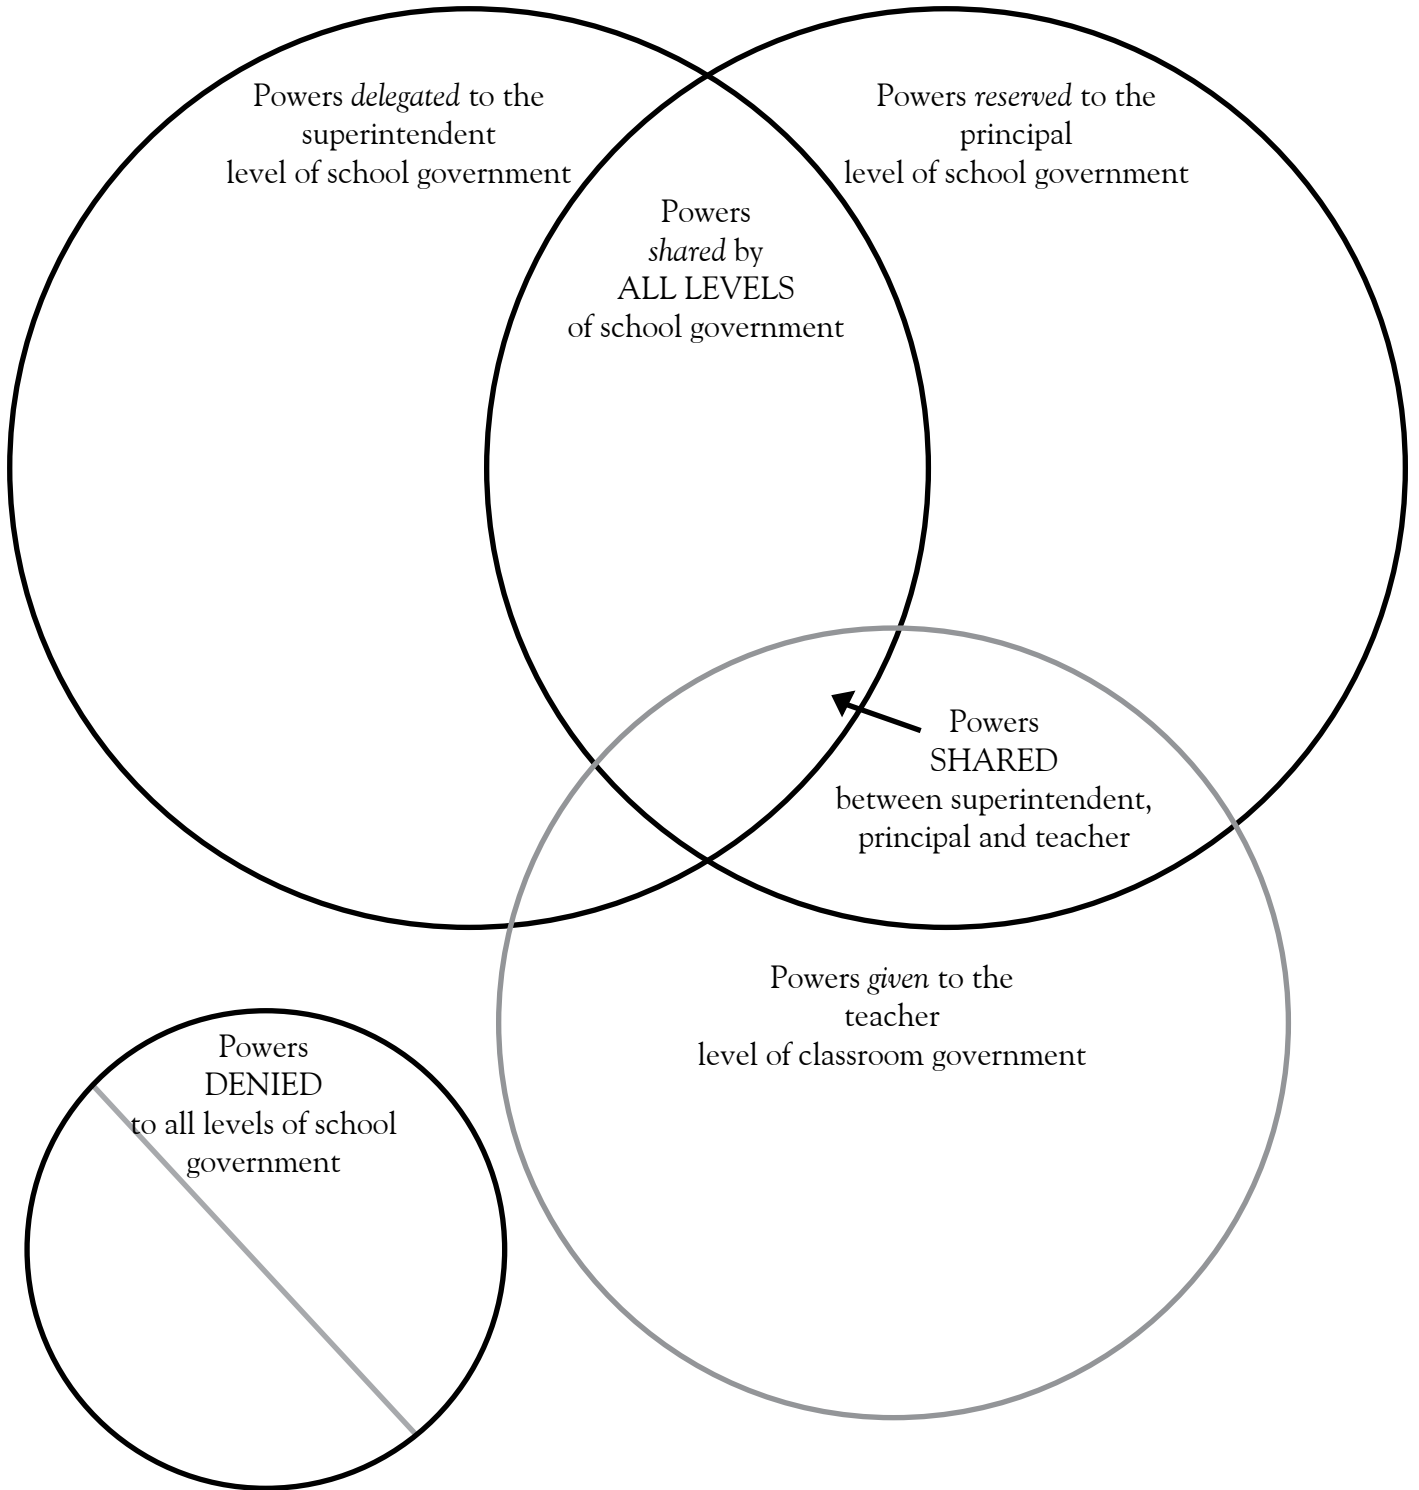 Powers delegated to the
superintendent
level of school government
Powers reserved to the
principal
level of school government
Powers
shared by
ALL LEVELS
of school government
Powers
SHARED
between superintendent,
principal and teacher
Powers given to the
teacher
level of classroom government
Powers
DENIED
to all levels of school
government